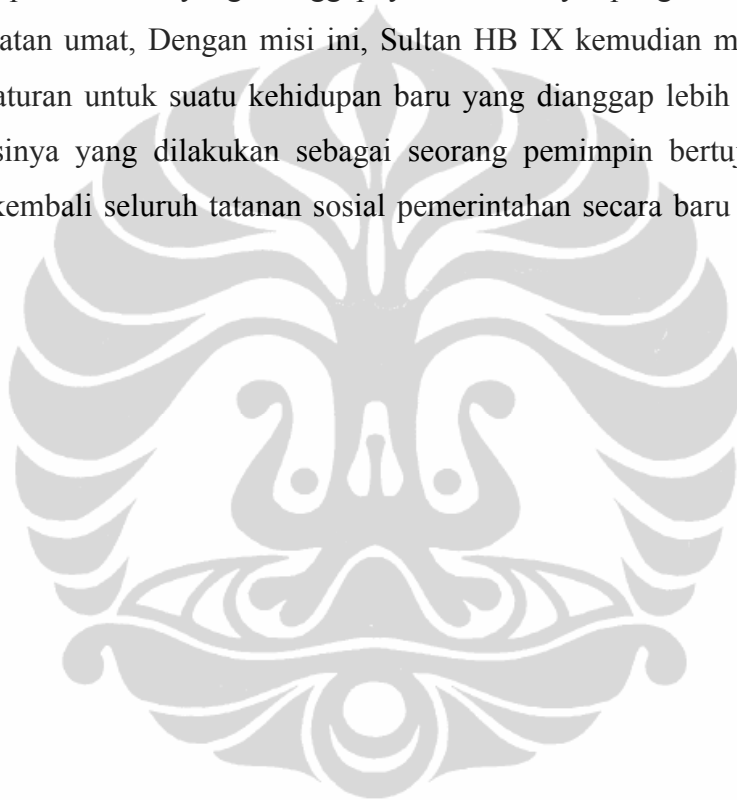 atan umat, Dengan misi ini, Sultan HB IX kemudian m
aturan untuk suatu kehidupan baru yang dianggap lebih
sinya yang dilakukan sebagai seorang pemimpin bertuj
kembali seluruh tatanan sosial pemerintahan secara baru